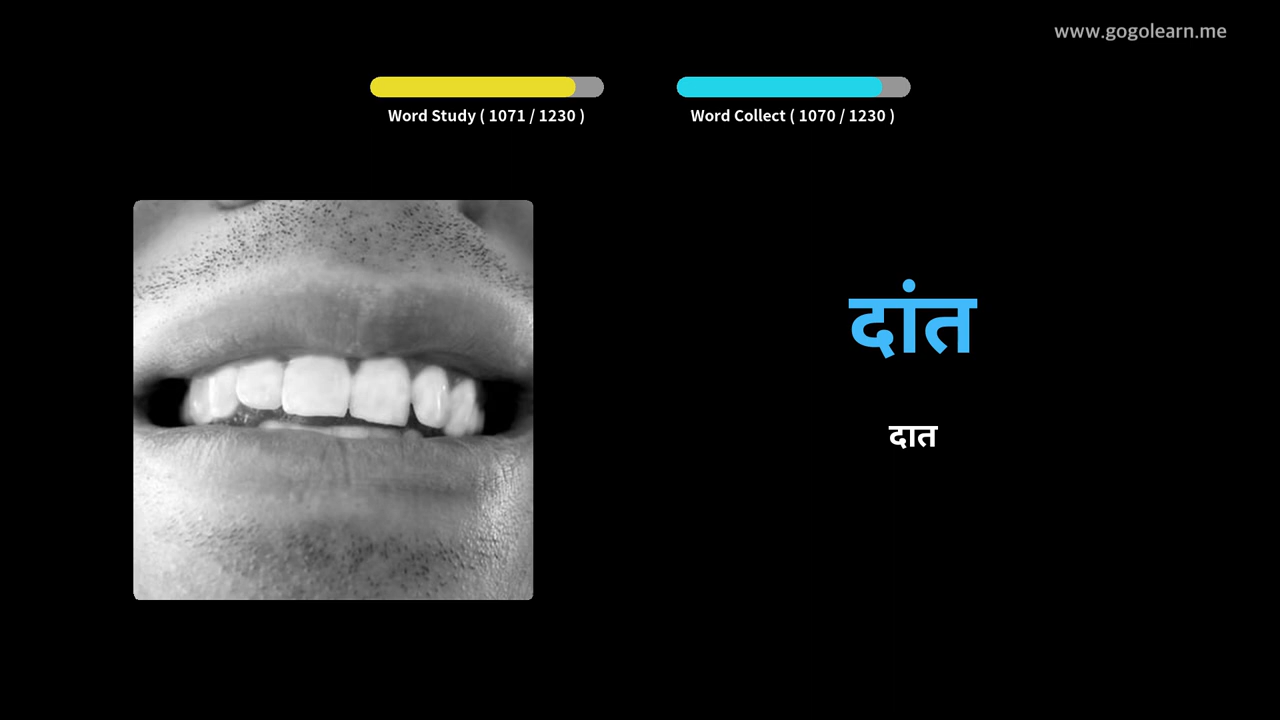 www.gogolearn.me
Word Study ( 1071 / 1230 )
Word Collect ( 1070 / 1230 )
दांत
दात